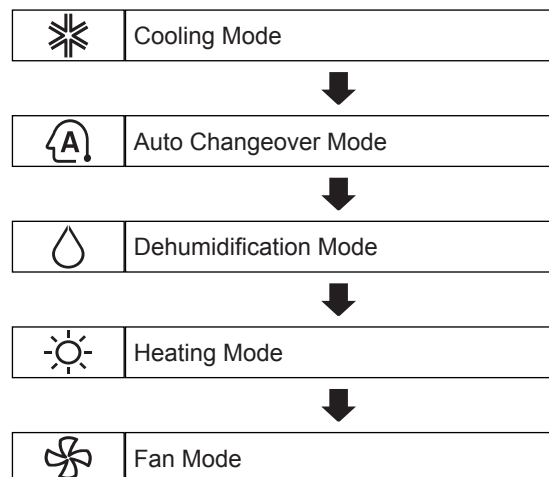 Cooling Mode
A
Auto Changeover Mode
Dehumidification Mode
Heating Mode
Fan Mode